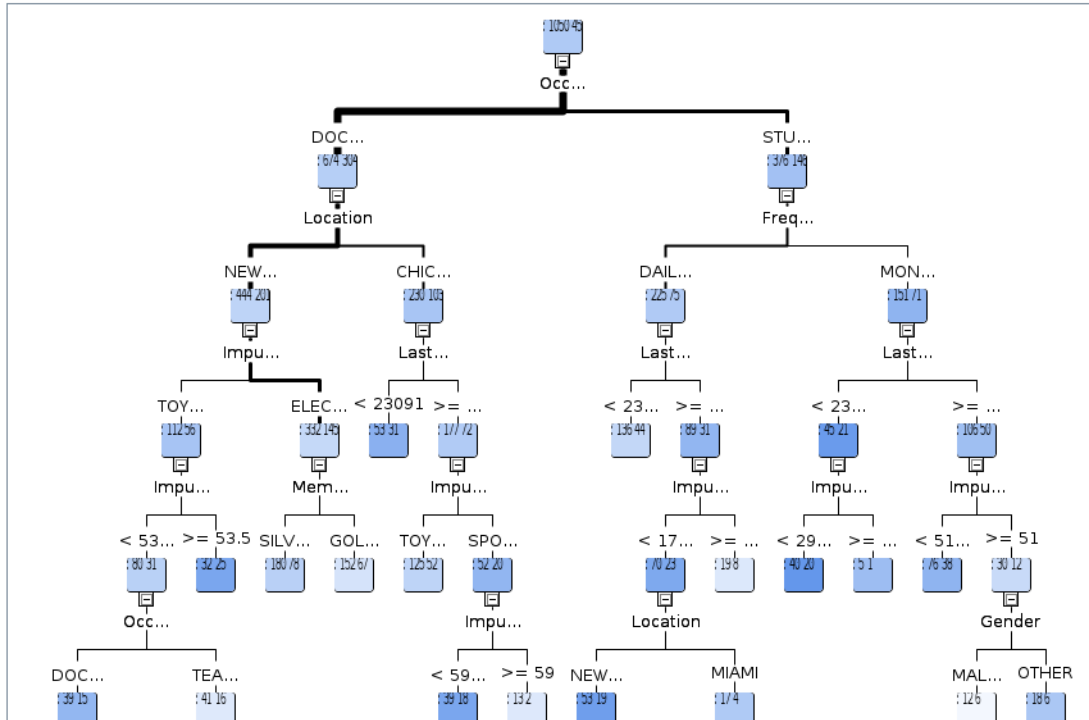 : 1050 45
Occ...
DOC... STU...
: 674 304 : 376 148
Location Freq...
NEW... CHIC... DAIL... MON...
: 444 201 : 230 103 : 225 75 : 151 71
Impu... Last... Last... Last...
TOY... ELEC... < 23091 >= ... < 23... >= ... < 23... >= ...
: 112 56 : 332 145 : 53 31 : 177 72 : 136 44 : 89 31 : 45 21 : 106 50
Impu... Mem... Impu... Impu... Impu... Impu...
< 53... >= 53.5 SILV... GOL... TOY... SPO... < 17... >= ... < 29... >= ... < 51... >= 51
: 80 31 : 32 25 : 180 78 : 152 67 : 125 52 : 52 20 : 70 23 : 19 8 : 40 20 : 5 1 : 76 38 : 30 12
Occ... Impu... Location Gender
DOC... TEA... < 59... >= 59 NEW... MIAMI MAL... OTHER
: 39 15 : 41 16 : 39 18 : 13 2 : 53 19 : 17 4 : 12 6 : 18 6